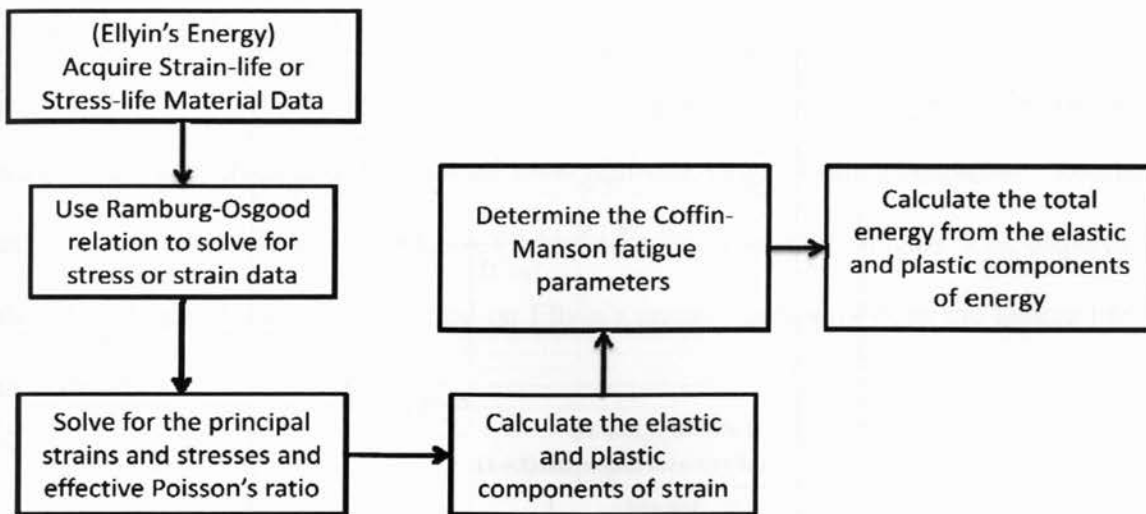 (Ellyin's Energy)
Acquire Strain-life or
Stress-life Material Data
Use Ramburg-Osgood
relation to solve for
stress or strain data
Solve for the principal
strains and stresses and
effective Poisson's ratio
Calculate the elastic
and plastic
components of strain
Determine the Coffin-
Manson fatigue
parameters
Calculate the total
energy from the elastic
and plastic components
of energy